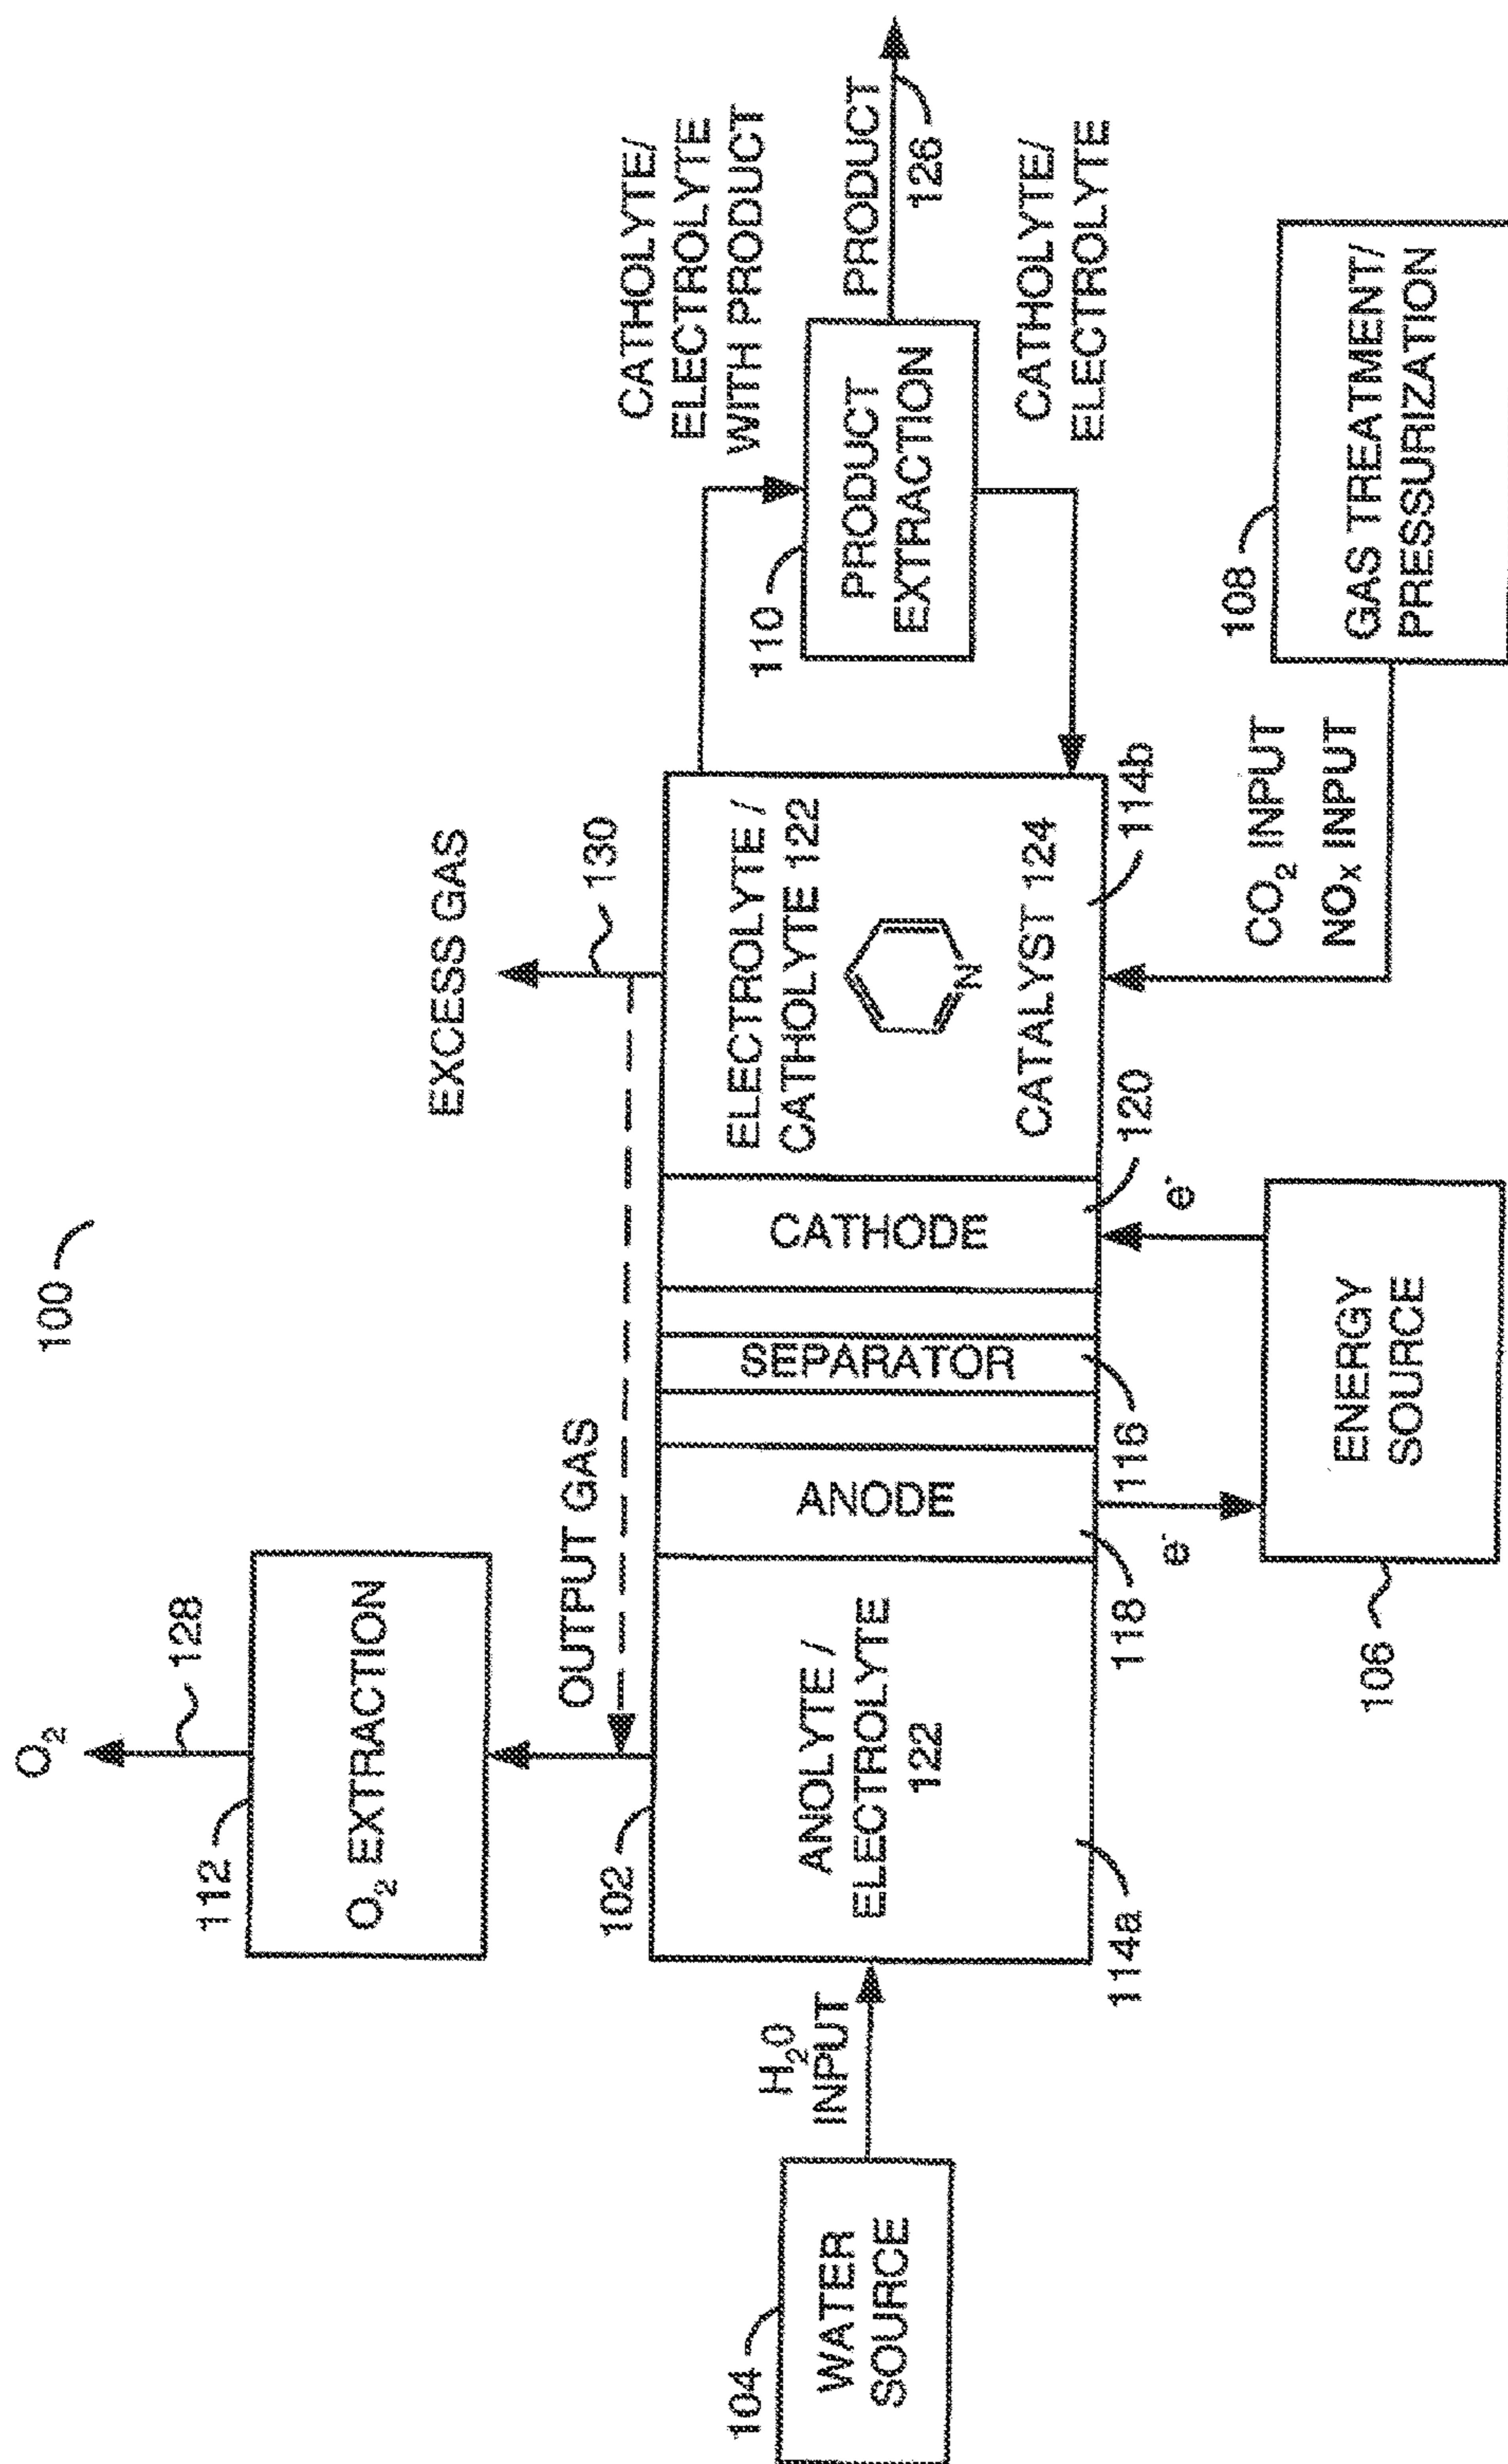 100
O2
128
112
O2 EXTRACTION
EXCESS GAS
130
OUTPUT GAS
102
CATHOLYTE/
ELECTROLYTE
WITH PRODUCT
104
WATER
SOURCE
H2O
INPUT
ANOLYTE /
ELECTROLYTE
122
ANODE
SEPARATOR
CATHODE
ELECTROLYTE /
CATHOLYTE 122
N
CATALYST 124
110
PRODUCT
EXTRACTION
PRODUCT
126
CATHOLYTE/
ELECTROLYTE
114a
118
116
120
114b
e-
e-
106
ENERGY
SOURCE
CO2 INPUT
NOX INPUT
108
GAS TREATMENT/
PRESSURIZATION